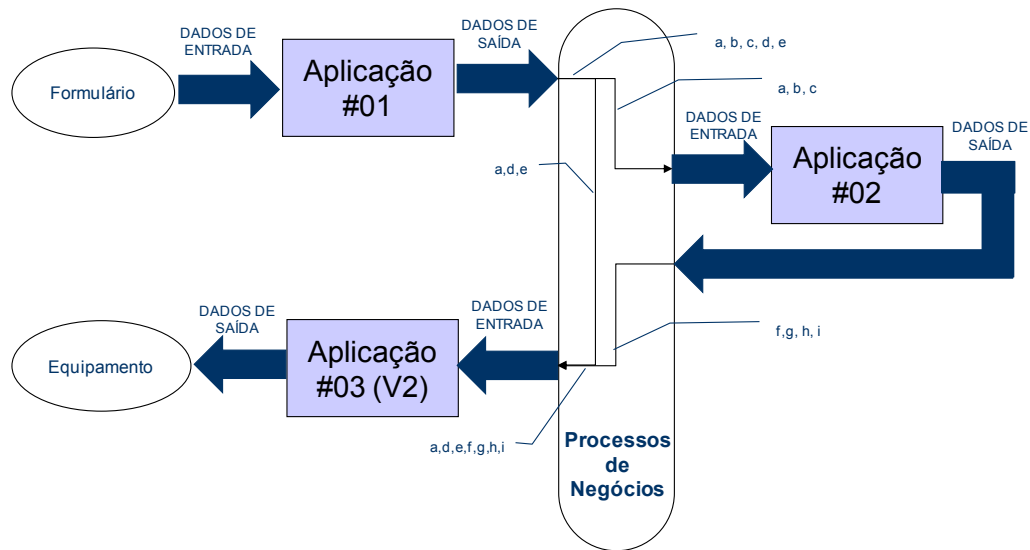 DADOS DE
ENTRADA
DADOS DE
SAÍDA
Formulário
Aplicação
#01
a, b, c, d, e
a, b, c
DADOS DE
ENTRADA
DADOS DE
SAÍDA
Aplicação
#02
a,d,e
f,g, h, i
DADOS DE
SAÍDA
DADOS DE
ENTRADA
Equipamento
Aplicação
#03 (V2)
a,d,e,f,g,h,i
Processos
de
Negócios